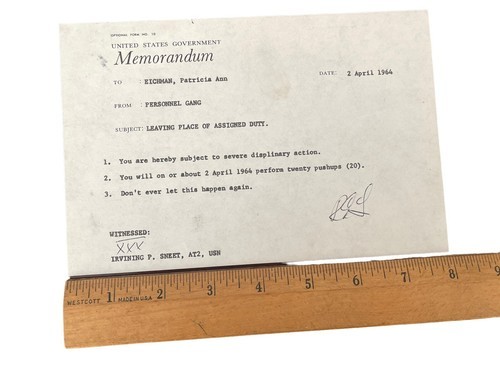 OPTIONAL FORM NO. 10
UNITED STATES GOVERNMENT
Memorandum
TO : EICHMAN, Patricia Ann DATE: 2 April 1964
FROM : PERSONNEL GANG
SUBJECT: LEAVING PLACE OF ASSIGNED DUTY.
1. You are hereby subject to severe displinary action.
2. You will on or about 2 April 1964 perform twenty pushups (20).
3. Don't ever let this happen again.
WITNESSED:
XXX
IRVINING P. SHEET, AT2, USN
1 2 3 4 5 6 7 8 9
WESTCOTT MADE IN U.S.A.